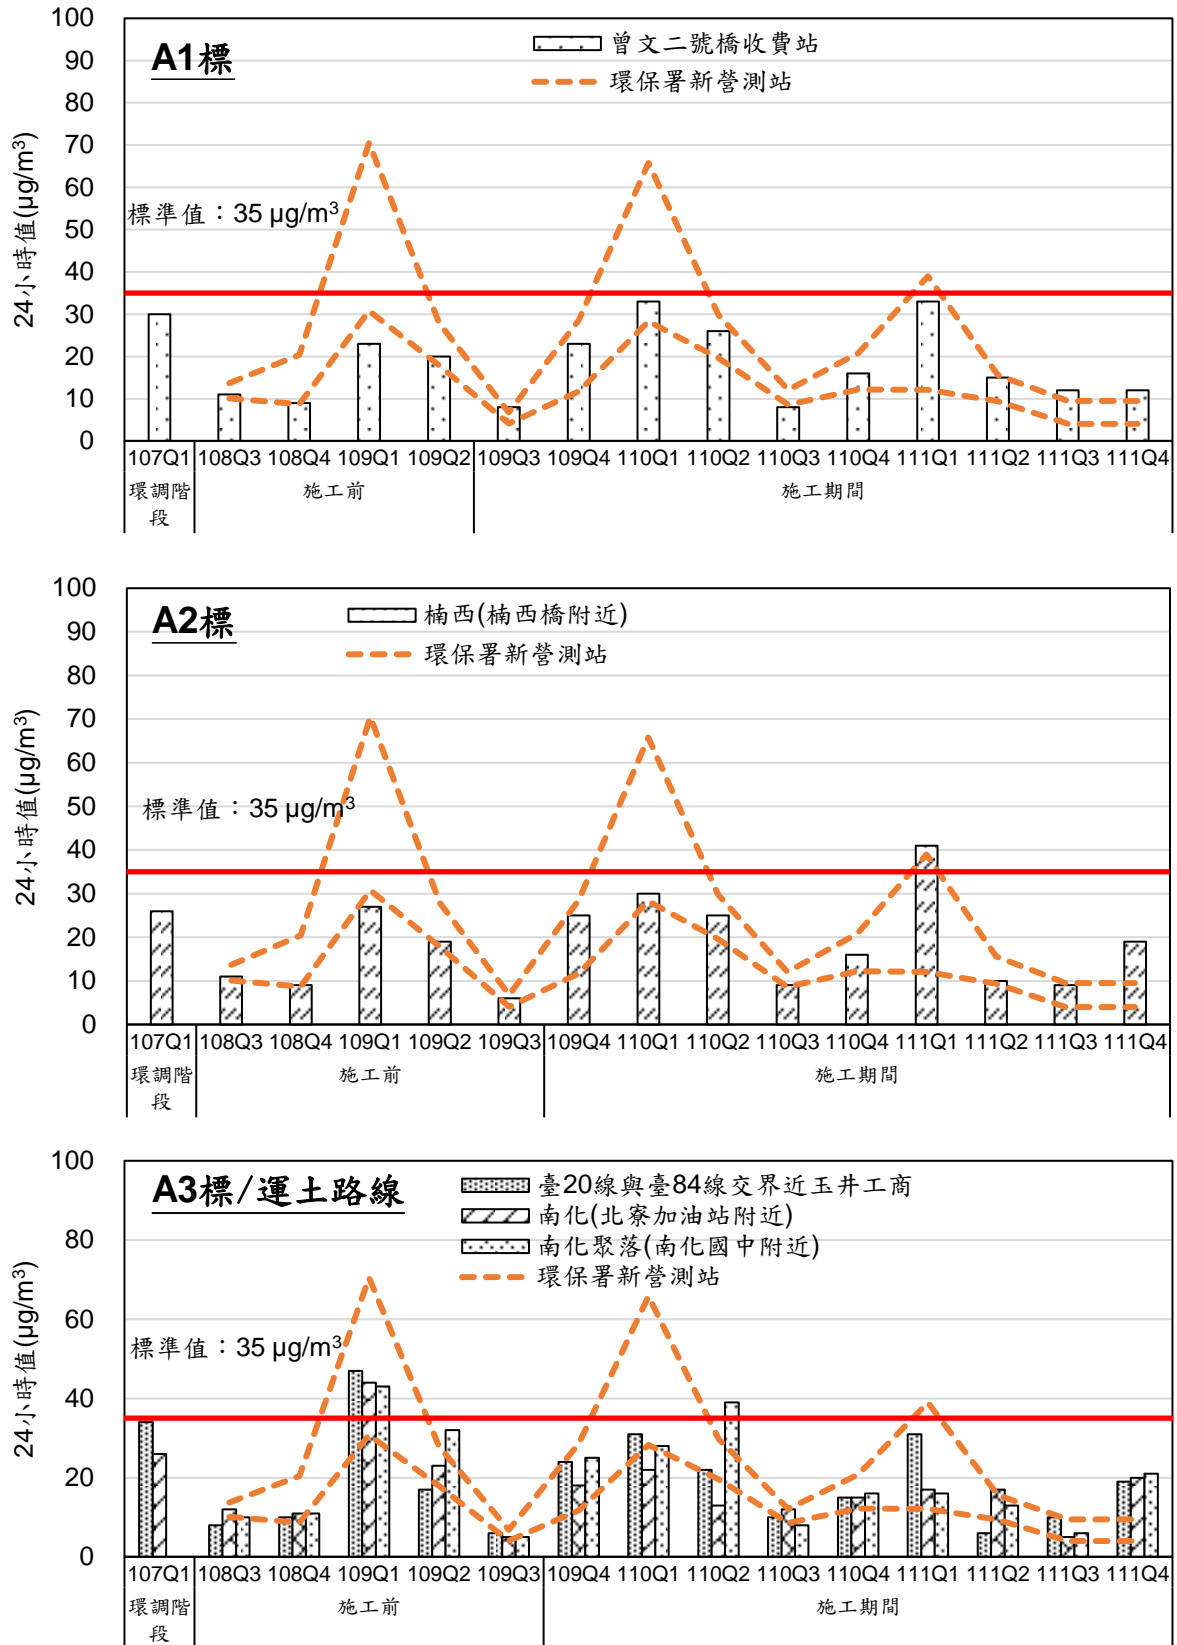 A1標
曾文二號橋收費站
環保署新營測站
標準值：35 μg/m³
24小時值(μg/m³)
100
90
80
70
60
50
40
30
20
10
0
107Q1 108Q3 108Q4 109Q1 109Q2 109Q3 109Q4 110Q1 110Q2 110Q3 110Q4 111Q1 111Q2 111Q3 111Q4
環調階段 施工前 施工期間
A2標
楠西(楠西橋附近)
環保署新營測站
標準值：35 μg/m³
24小時值(μg/m³)
100
90
80
70
60
50
40
30
20
10
0
107Q1 108Q3 108Q4 109Q1 109Q2 109Q3 109Q4 110Q1 110Q2 110Q3 110Q4 111Q1 111Q2 111Q3 111Q4
環調階段 施工前 施工期間
A3標/運土路線
臺20線與臺84線交界近玉井工商
南化(北寮加油站附近)
南化聚落(南化國中附近)
環保署新營測站
標準值：35 μg/m³
24小時值(μg/m³)
100
80
60
40
20
0
107Q1 108Q3 108Q4 109Q1 109Q2 109Q3 109Q4 110Q1 110Q2 110Q3 110Q4 111Q1 111Q2 111Q3 111Q4
環調階段 施工前 施工期間